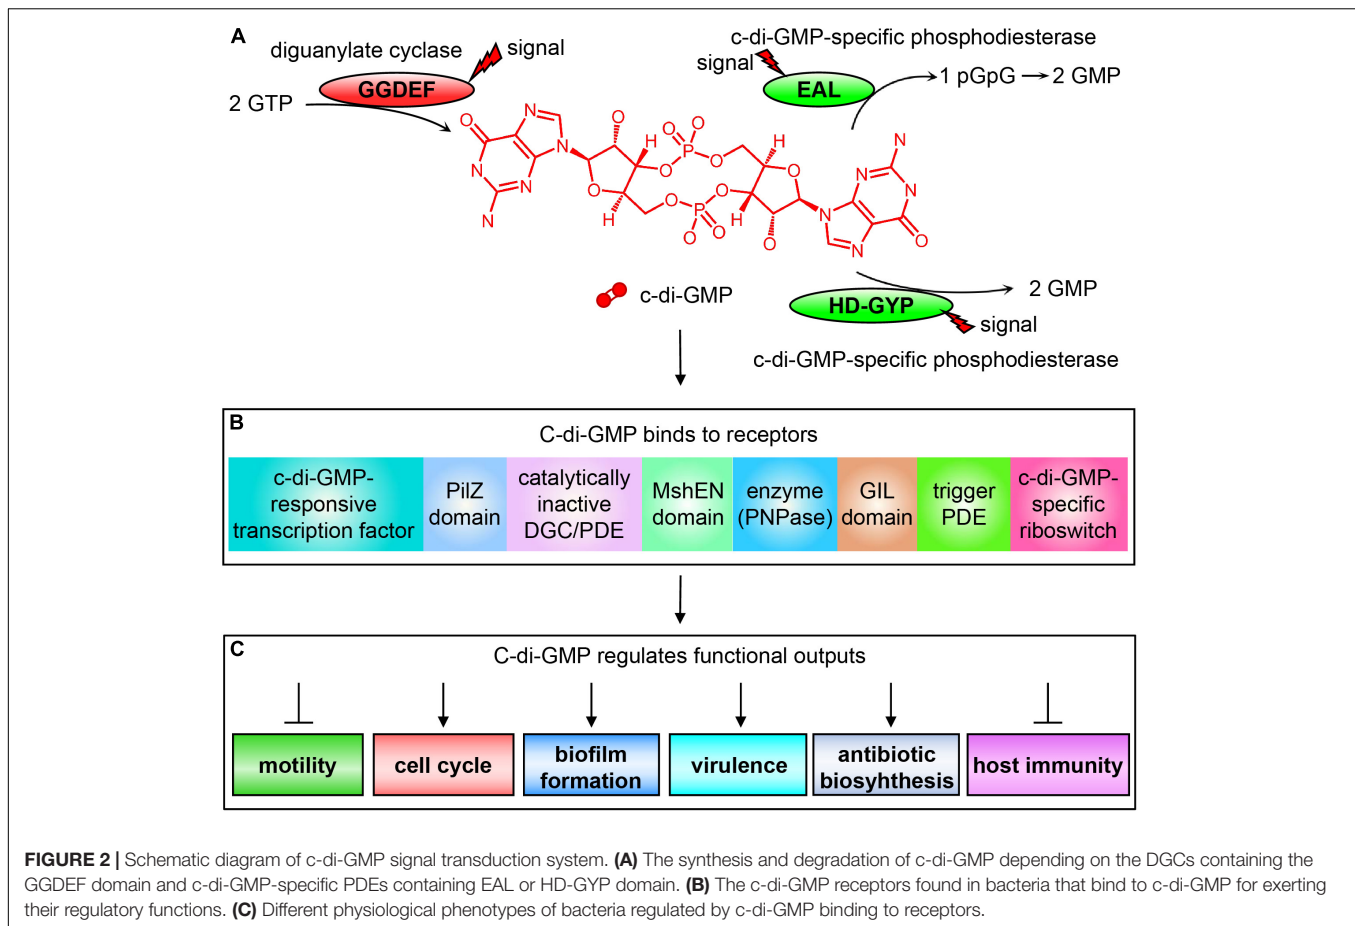 A
diguanylate cyclase
signal
GGDEF
2 GTP
c-di-GMP-specific phosphodiesterase
signal
EAL
1 pGpG
2 GMP
O
N
N
N
N
N
O
O
H
H
O
O
O
P
O
O
O
P
O
O
O
H
H
O
O
N
N
N
N
N
O
c-di-GMP
HD-GYP
2 GMP
signal
c-di-GMP-specific phosphodiesterase
B
C-di-GMP binds to receptors
c-di-GMP-
responsive
transcription factor
PilZ
domain
catalytically
inactive
DGC/PDE
MshEN
domain
enzyme
(PNPase)
GIL
domain
trigger
PDE
c-di-GMP-
specific
riboswitch
C
C-di-GMP regulates functional outputs
motility
cell cycle
biofilm
formation
virulence
antibiotic
biosyhthesis
host immunity
FIGURE 2 | Schematic diagram of c-di-GMP signal transduction system. (A) The synthesis and degradation of c-di-GMP depending on the DGCs containing the
GGDEF domain and c-di-GMP-specific PDEs containing EAL or HD-GYP domain. (B) The c-di-GMP receptors found in bacteria that bind to c-di-GMP for exerting
their regulatory functions. (C) Different physiological phenotypes of bacteria regulated by c-di-GMP binding to receptors.